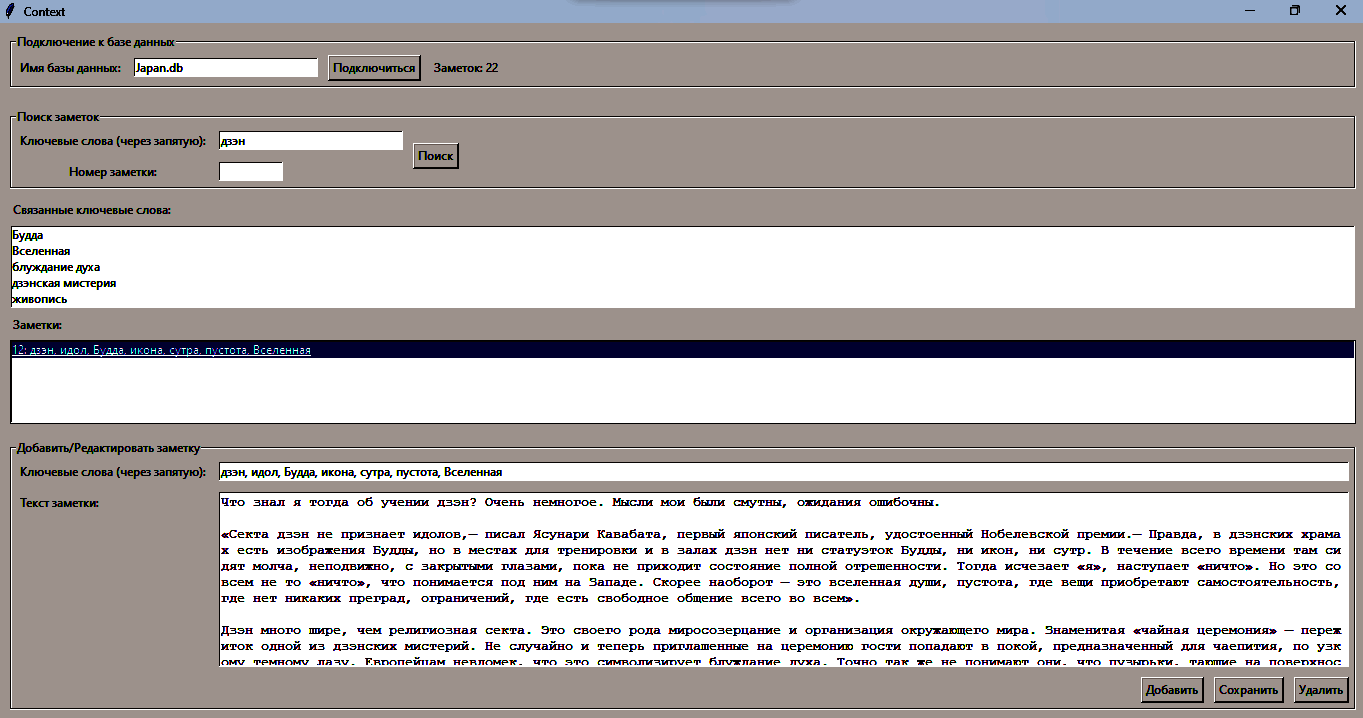 Context
Подключение к базе данных
Имя базы данных: Japan.db Подключиться Заметок: 22
Поиск заметок
Ключевые слова (через запятую): дзэн
Поиск
Номер заметки:
Связанные ключевые слова:
Будда
Вселенная
блуждание духа
дзэнская мистерия
живопись
Заметки:
12: дзэн, идол, Будда, икона, сутра, пустота, Вселенная
Добавить/Редактировать заметку
Ключевые слова (через запятую): дзэн, идол, Будда, икона, сутра, пустота, Вселенная
Текст заметки:
Что знал я тогда об учении дзэн? Очень немногое. Мысли мои были смутны, ожидания ошибочны.
«Секта дзэн не признает идолов,— писал Ясунари Кавабата, первый японский писатель, удостоенный Нобелевской премии.— Правда, в дзэнских храма
х есть изображения Будды, но в местах для тренировки и в залах дзэн нет ни статуэток Будды, ни икон, ни сутр. В течение всего времени там си
дят молча, неподвижно, с закрытыми глазами, пока не приходит состояние полной отрешенности. Тогда исчезает «я», наступает «ничто». Но это со
всем не то «ничто», что понимается под ним на Западе. Скорее наоборот — это вселенная души, пустота, где вещи приобретают самостоятельность,
где нет никаких преград, ограничений, где есть свободное общение всего во всем».
Дзэн много шире, чем религиозная секта. Это своего рода миросозерцание и организация окружающего мира. Знаменитая «чайная церемония» — переж
иток одной из дзэнских мистерий. Не случайно и теперь приглашенные на церемонию гости попадают в покой, предназначенный для чаепития, по узк
ому темному лазу. Европейцам невдомек, что это символизирует блуждание духа. Точно так же не понимают они, что пузырьки, тающие на поверхнос
Добавить Сохранить Удалить